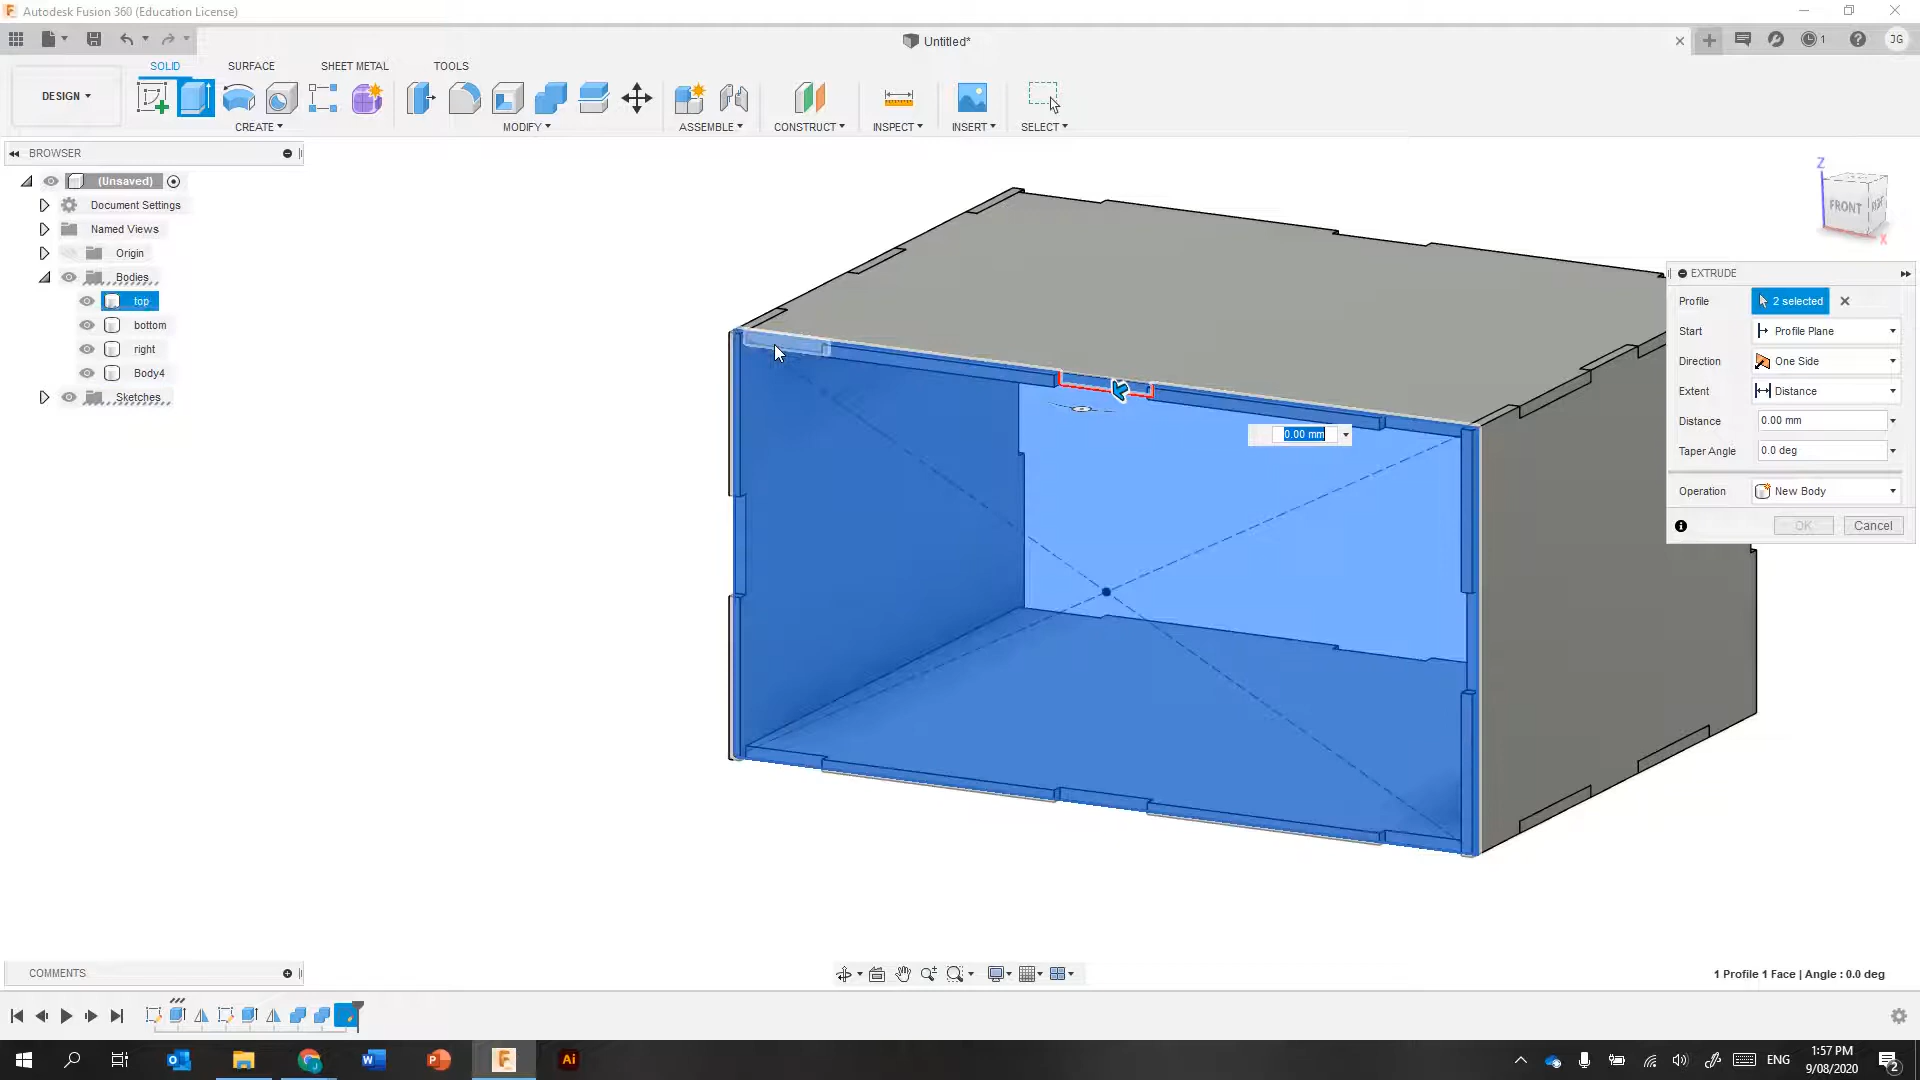 Autodesk Fusion 360 (Education License)
Untitled*
1
JG
DESIGN
SOLID
SURFACE
SHEET METAL
TOOLS
CREATE
MODIFY
ASSEMBLE
CONSTRUCT
INSPECT
INSERT
SELECT
BROWSER
(Unsaved)
Document Settings
Named Views
Origin
Bodies
top
bottom
right
Body4
Sketches
Z
FRONT
X
EXTRUDE
Profile 2 selected
Start Profile Plane
Direction One Side
Extent Distance
Distance 0.00 mm
Taper Angle 0.0 deg
Operation New Body
OK Cancel
0.00 mm
COMMENTS
1 Profile 1 Face | Angle : 0.0 deg
ENG
1:57 PM
9/08/2020
2